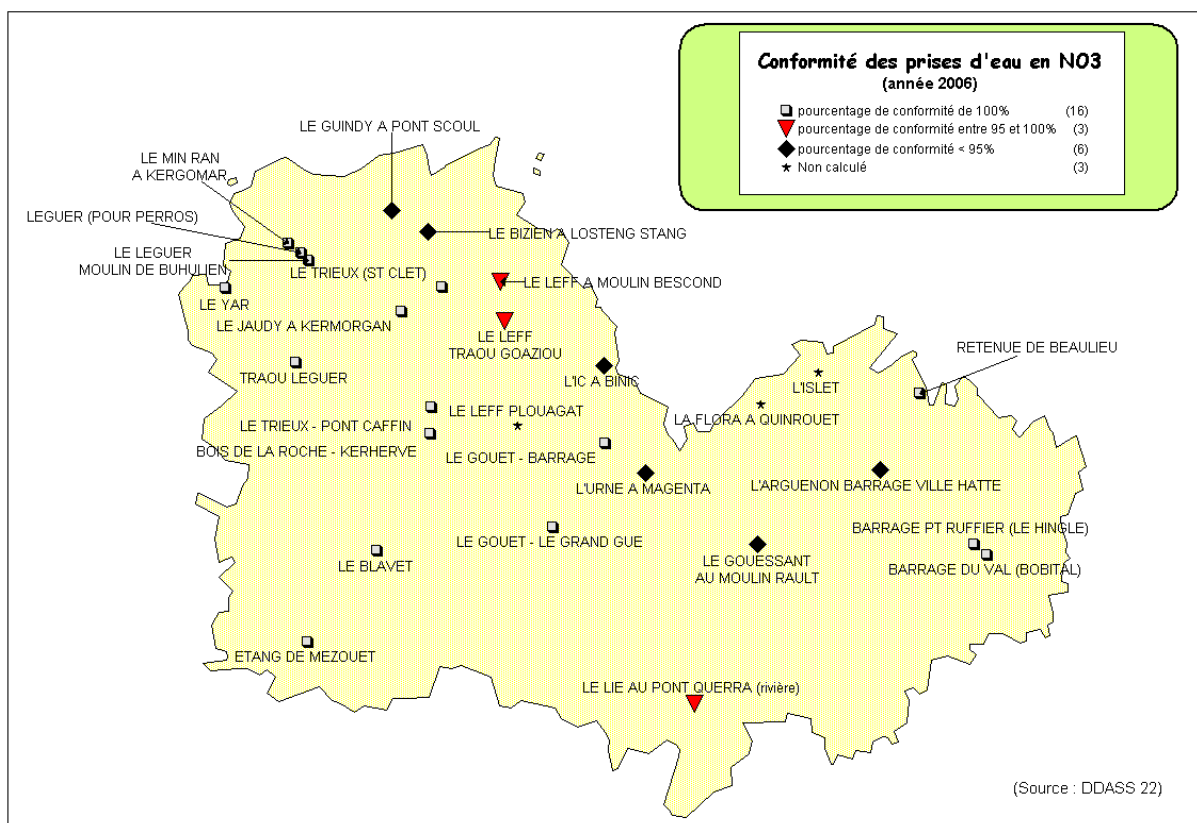 Conformité des prises d'eau en NO3
(année 2006)
pourcentage de conformité de 100% (16)
pourcentage de conformité entre 95 et 100% (3)
pourcentage de conformité < 95% (6)
Non calculé (3)
LE GUINDY A PONT SCOUL
LE MIN RAN
A KERGOMAR
LEGUER (POUR PERROS)
LE BIZIEN A LOSTENG STANG
LE LEGUER
MOULIN DE BUHULIEN
LE TRIEUX (ST CLET)
LE LEFF A MOULIN BESCOND
LE YAR
LE JAUDY A KERMORGAN
LE LEFF
TRAOU GOAZIOU
RETENUE DE BEAULIEU
TRAOU LEGUER
L'IC A BINIC
L'ISLET
LE LEFF PLOUAGAT
LA FLORA A QUINROUET
LE TRIEUX - PONT CAFFIN
BOIS DE LA ROCHE - KERHERVE
LE GOUET - BARRAGE
L'URNE A MAGENTA
L'ARGUENON BARRAGE VILLE HATTE
BARRAGE PT RUFFIER (LE HINGLE)
LE GOUET - LE GRAND GUE
LE BLAVET
LE GOUESSANT
AU MOULIN RAULT
BARRAGE DU VAL (BOBITAL)
ETANG DE MEZOUET
LE LIE AU PONT QUERRA (rivière)
(Source : DDASS 22)